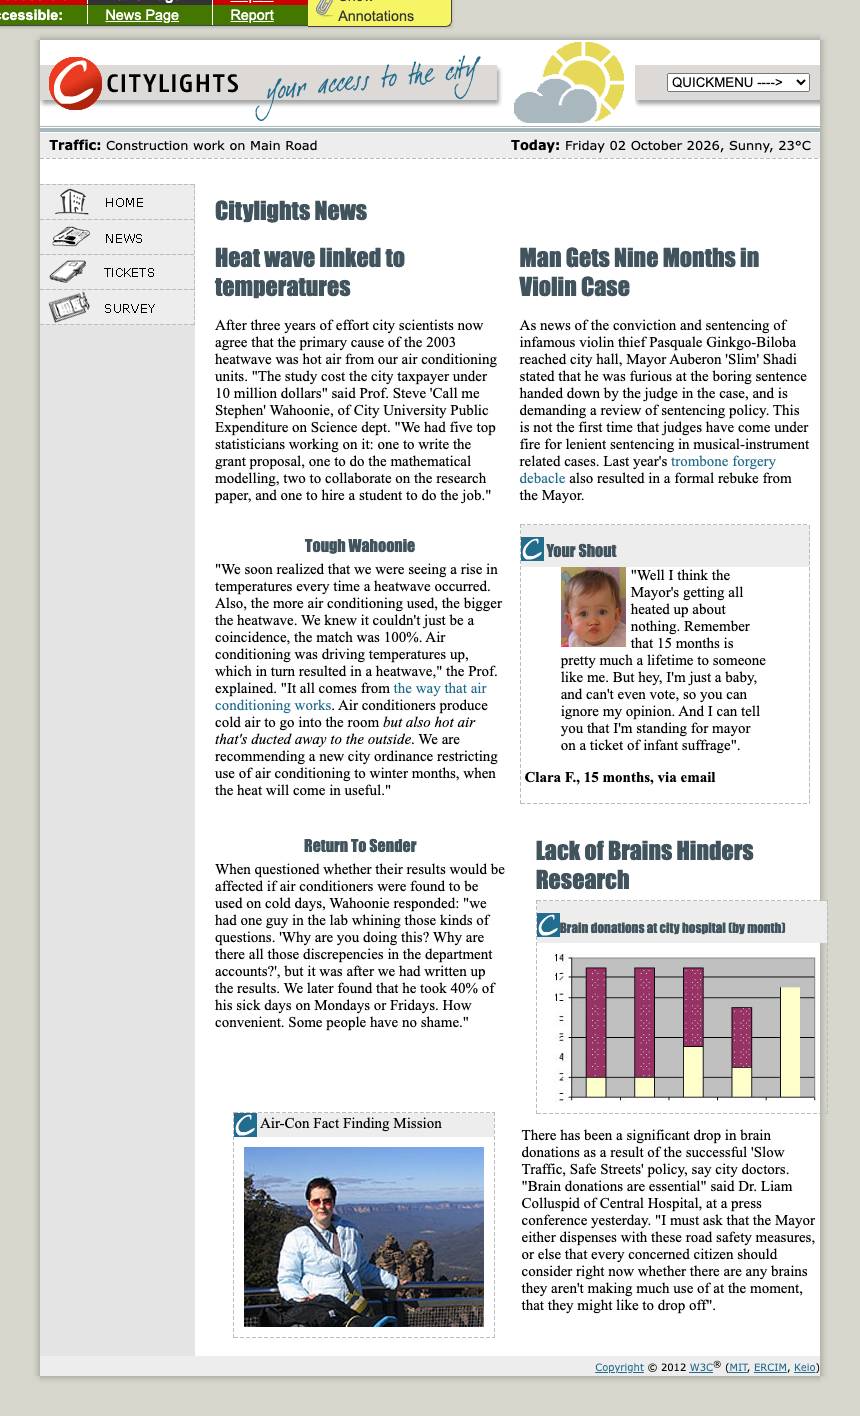 ccessible:
News Page
Report
Annotations
CITYLIGHTS
your access to the city
QUICKMENU ---->
Traffic: Construction work on Main Road
Today: Friday 02 October 2026, Sunny, 23°C
HOME
NEWS
TICKETS
SURVEY
Citylights News
Heat wave linked to
temperatures
After three years of effort city scientists now
agree that the primary cause of the 2003
heatwave was hot air from our air conditioning
units. "The study cost the city taxpayer under
10 million dollars" said Prof. Steve 'Call me
Stephen' Wahoonie, of City University Public
Expenditure on Science dept. "We had five top
statisticians working on it: one to write the
grant proposal, one to do the mathematical
modelling, two to collaborate on the research
paper, and one to hire a student to do the job."
Tough Wahoonie
"We soon realized that we were seeing a rise in
temperatures every time a heatwave occurred.
Also, the more air conditioning used, the bigger
the heatwave. We knew it couldn't just be a
coincidence, the match was 100%. Air
conditioning was driving temperatures up,
which in turn resulted in a heatwave," the Prof.
explained. "It all comes from the way that air
conditioning works. Air conditioners produce
cold air to go into the room but also hot air
that's ducted away to the outside. We are
recommending a new city ordinance restricting
use of air conditioning to winter months, when
the heat will come in useful."
Return To Sender
When questioned whether their results would be
affected if air conditioners were found to be
used on cold days, Wahoonie responded: "we
had one guy in the lab whining those kinds of
questions. 'Why are you doing this? Why are
there all those discrepencies in the department
accounts?', but it was after we had written up
the results. We later found that he took 40% of
his sick days on Mondays or Fridays. How
convenient. Some people have no shame."
C Air-Con Fact Finding Mission
Man Gets Nine Months in
Violin Case
As news of the conviction and sentencing of
infamous violin thief Pasquale Ginkgo-Biloba
reached city hall, Mayor Auberon 'Slim' Shadi
stated that he was furious at the boring sentence
handed down by the judge in the case, and is
demanding a review of sentencing policy. This
is not the first time that judges have come under
fire for lenient sentencing in musical-instrument
related cases. Last year's trombone forgery
debacle also resulted in a formal rebuke from
the Mayor.
C Your Shout
"Well I think the
Mayor's getting all
heated up about
nothing. Remember
that 15 months is
pretty much a lifetime to someone
like me. But hey, I'm just a baby,
and can't even vote, so you can
ignore my opinion. And I can tell
you that I'm standing for mayor
on a ticket of infant suffrage".
Clara F., 15 months, via email
Lack of Brains Hinders
Research
C Brain donations at city hospital (by month)
14
12
4
2
There has been a significant drop in brain
donations as a result of the successful 'Slow
Traffic, Safe Streets' policy, say city doctors.
"Brain donations are essential" said Dr. Liam
Colluspid of Central Hospital, at a press
conference yesterday. "I must ask that the Mayor
either dispenses with these road safety measures,
or else that every concerned citizen should
consider right now whether there are any brains
they aren't making much use of at the moment,
that they might like to drop off".
Copyright © 2012 W3C® (MIT, ERCIM, Keio)